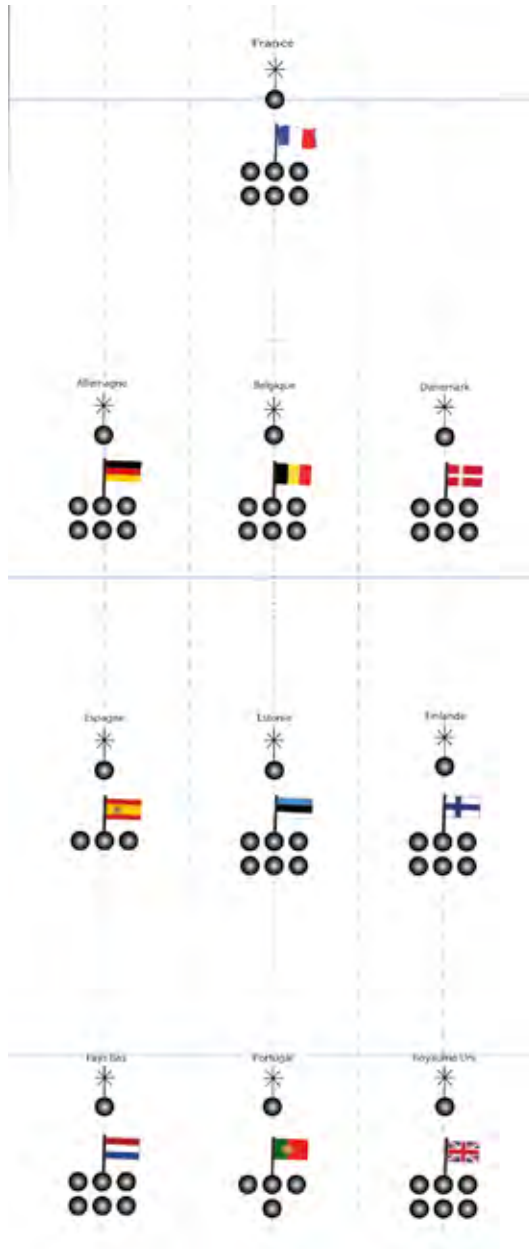 France
Allemagne
Belgique
Danemark
Espagne
Estonie
Finlande
Pays Bas
Portugal
Royaume Uni